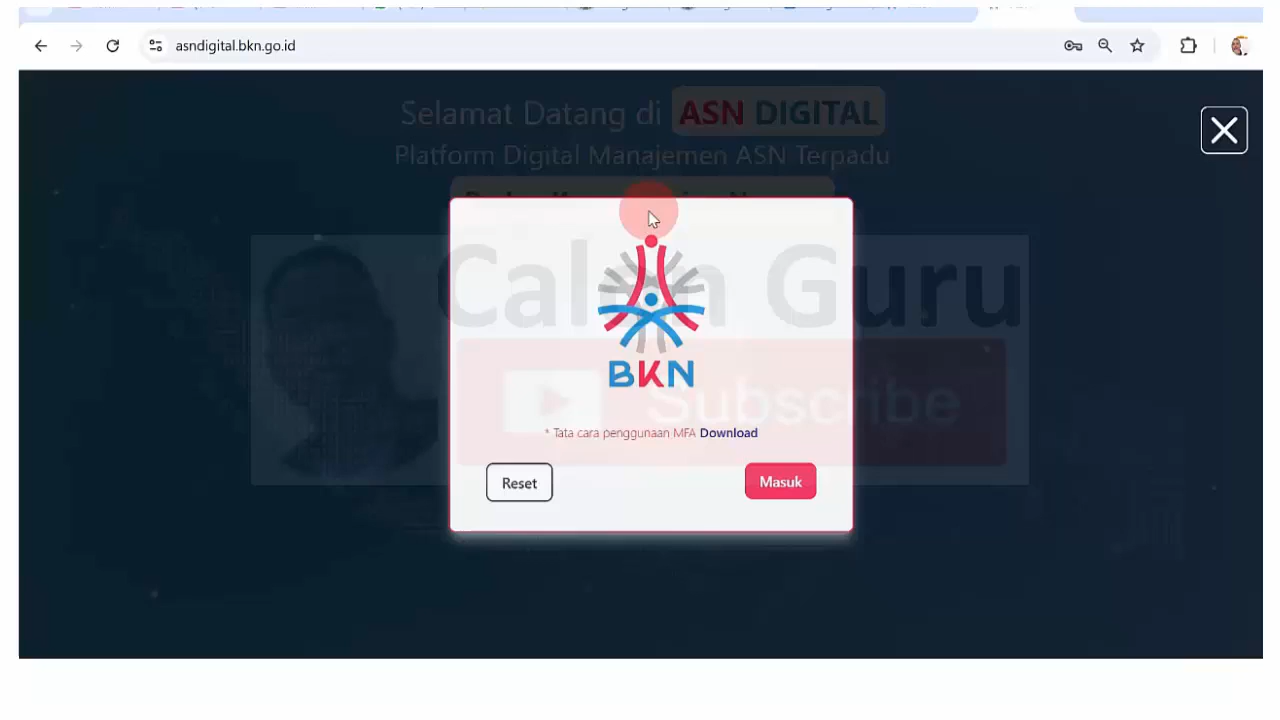 asndigital.bkn.go.id
Selamat Datang di ASN DIGITAL
Platform Digital Manajemen ASN Terpadu
Calon Guru
BKN
Subscribe
* Tata cara penggunaan MFA Download
Reset
Masuk